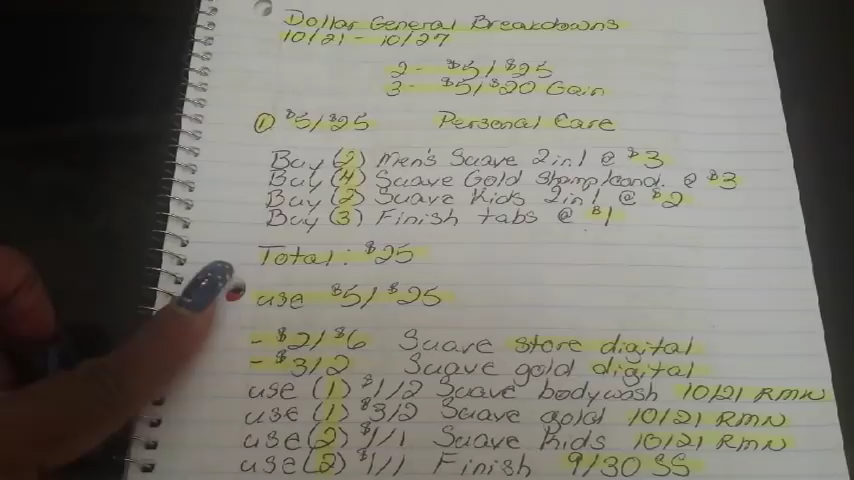 Dollar General Breakdowns
10/21 - 10/27
2 - $5/$25
3 - $5/$20 Gain
① $5/$25 Personal Care
Buy (2) Men's Suave 2in1 @ $3
Buy (4) Suave Gold Shamp/cond. @ $3
Buy (2) Suave Kids 2in1 @ $2
Buy (3) Finish tabs @ $1
Total: $25
use $5/$25
- $2/$6 Suave store digital
- $3/2 Suave gold digital
use (1) $1/2 Suave bodywash 10/21 RMN
use (1) $3/2 Suave gold 10/21 RMN
use (2) $1/1 Suave Kids 10/21 RMN
use (2) $1/1 Finish 9/30 SS